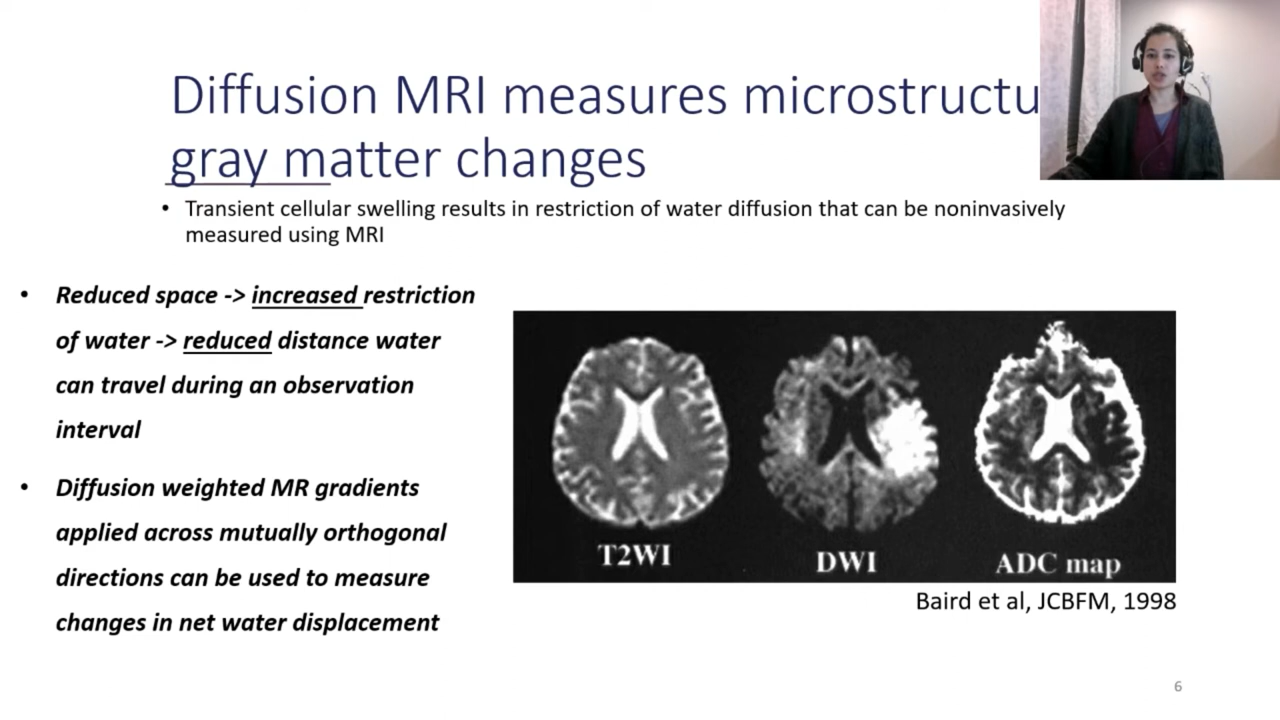 Diffusion MRI measures microstructu
gray matter changes
• Transient cellular swelling results in restriction of water diffusion that can be noninvasively
measured using MRI
• Reduced space -> increased restriction
of water -> reduced distance water
can travel during an observation
interval
• Diffusion weighted MR gradients
applied across mutually orthogonal
directions can be used to measure
changes in net water displacement
T2WI
DWI
ADC map
Baird et al, JCBFM, 1998
6